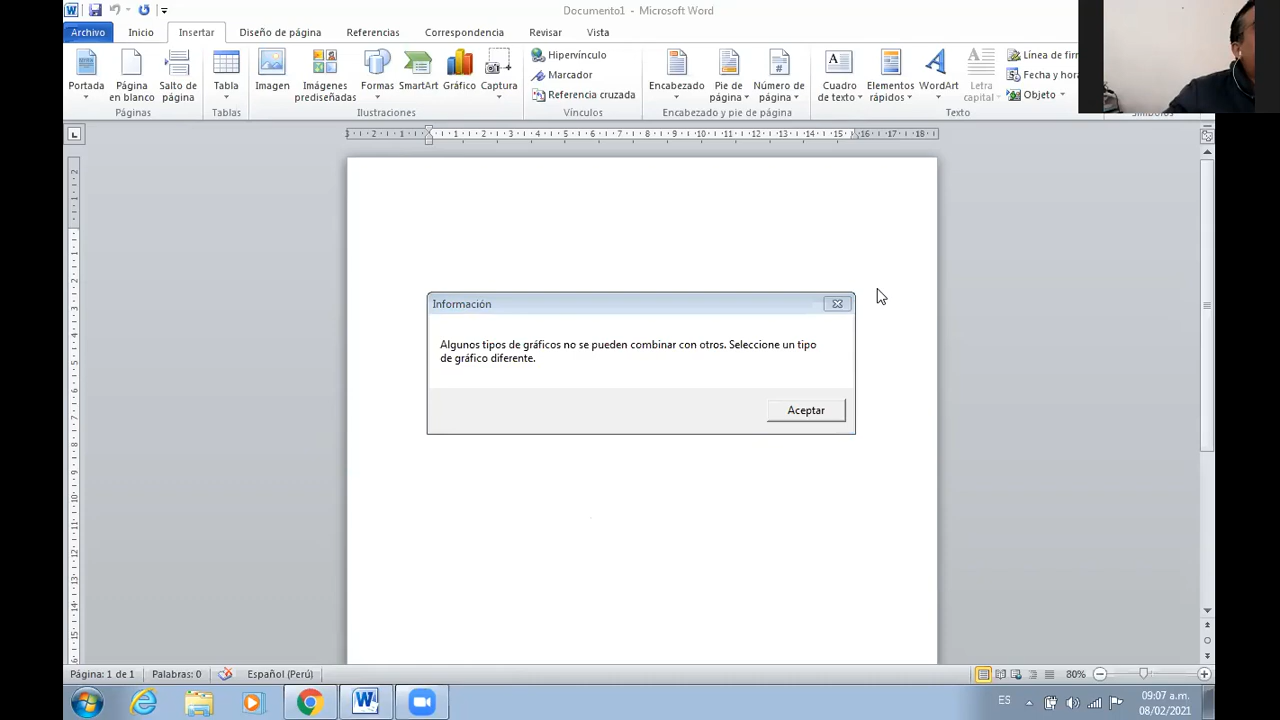 Documento1 - Microsoft Word
Archivo Inicio Insertar Diseño de página Referencias Correspondencia Revisar Vista
Portada
Página en blanco
Salto de página
Páginas
Tabla
Tablas
Imagen
Imágenes prediseñadas
Formas
SmartArt
Gráfico
Captura
Ilustraciones
Hipervínculo
Marcador
Referencia cruzada
Vínculos
Encabezado
Pie de página
Número de página
Encabezado y pie de página
Cuadro de texto
Elementos rápidos
WordArt
Letra capital
Línea de firm
Fecha y hora
Objeto
Texto
Información
Algunos tipos de gráficos no se pueden combinar con otros. Seleccione un tipo
de gráfico diferente.
Aceptar
Página: 1 de 1 Palabras: 0 Español (Perú) 80%
ES
09:07 a.m.
08/02/2021